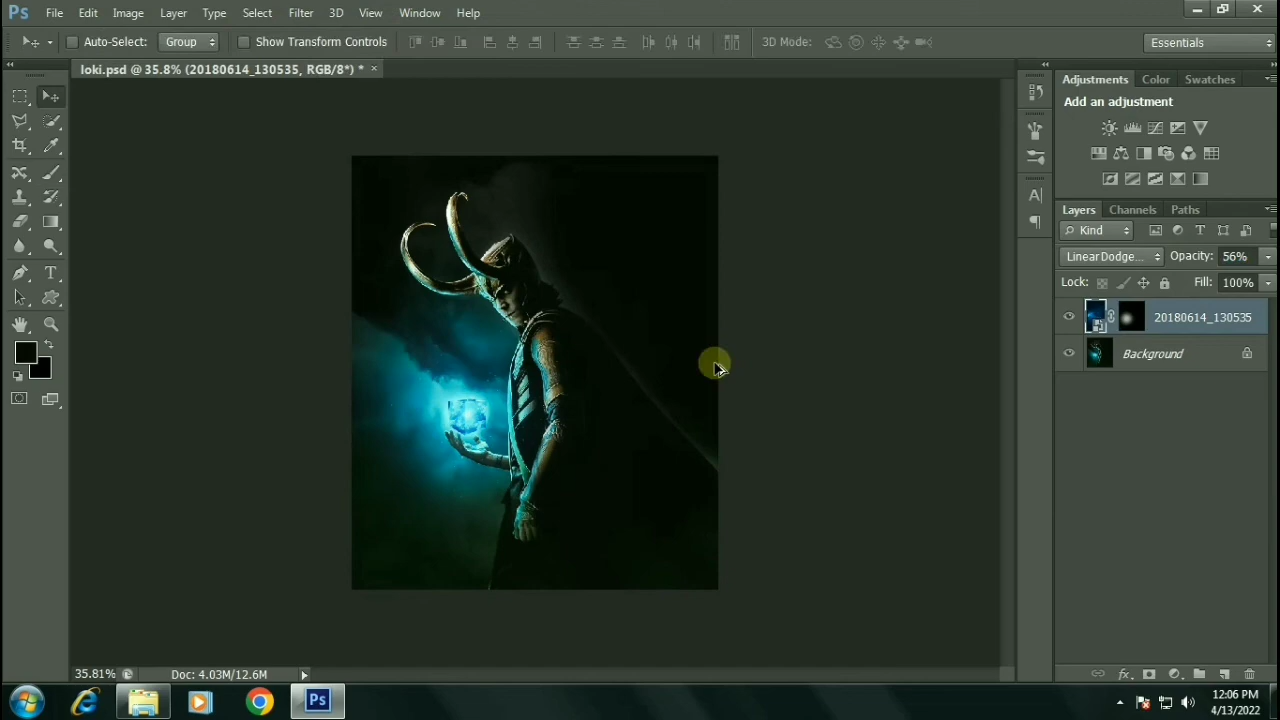 Ps File Edit Image Layer Type Select Filter 3D View Window Help
Auto-Select: Group Show Transform Controls 3D Mode: Essentials
loki.psd @ 35.8% (20180614_130535, RGB/8*) * ×
Adjustments Color Swatches
Add an adjustment
Layers Channels Paths
Kind
LinearDodge... Opacity: 56%
Lock: Fill: 100%
20180614_130535
Background
35.81% Doc: 4.03M/12.6M
Ps
12:06 PM
4/13/2022